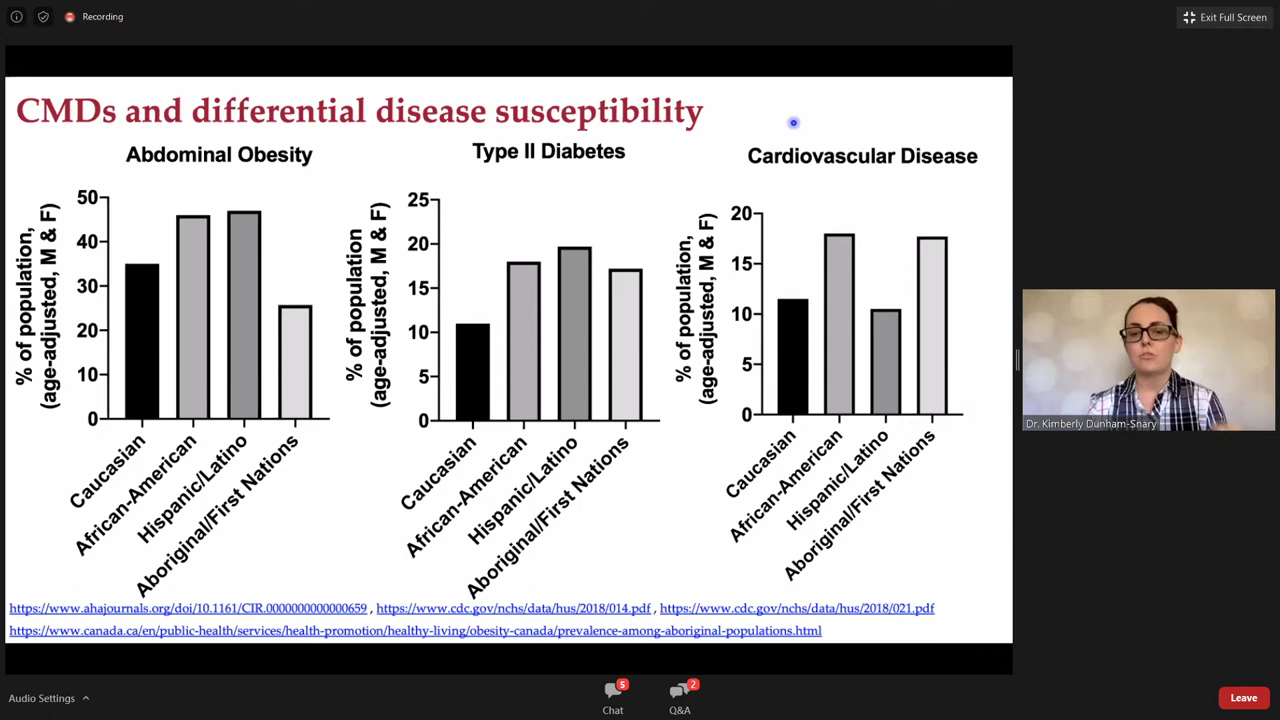 Recording
Exit Full Screen
CMDs and differential disease susceptibility
Abdominal Obesity
% of population,
(age-adjusted, M & F)
50
40
30
20
10
0
Caucasian
African-American
Hispanic/Latino
Aboriginal/First Nations
Type II Diabetes
% of population
(age-adjusted, M & F)
25
20
15
10
5
0
Caucasian
African-American
Hispanic/Latino
Aboriginal/First Nations
Cardiovascular Disease
% of population,
(age-adjusted, M & F)
20
15
10
5
0
Caucasian
African-American
Hispanic/Latino
Aboriginal/First Nations
https://www.ahajournals.org/doi/10.1161/CIR.0000000000000659 , https://www.cdc.gov/nchs/data/hus/2018/014.pdf , https://www.cdc.gov/nchs/data/hus/2018/021.pdf
https://www.canada.ca/en/public-health/services/health-promotion/healthy-living/obesity-canada/prevalence-among-aboriginal-populations.html
Dr. Kimberly Dunham-Snary
Audio Settings
5
Chat
2
Q&A
Leave